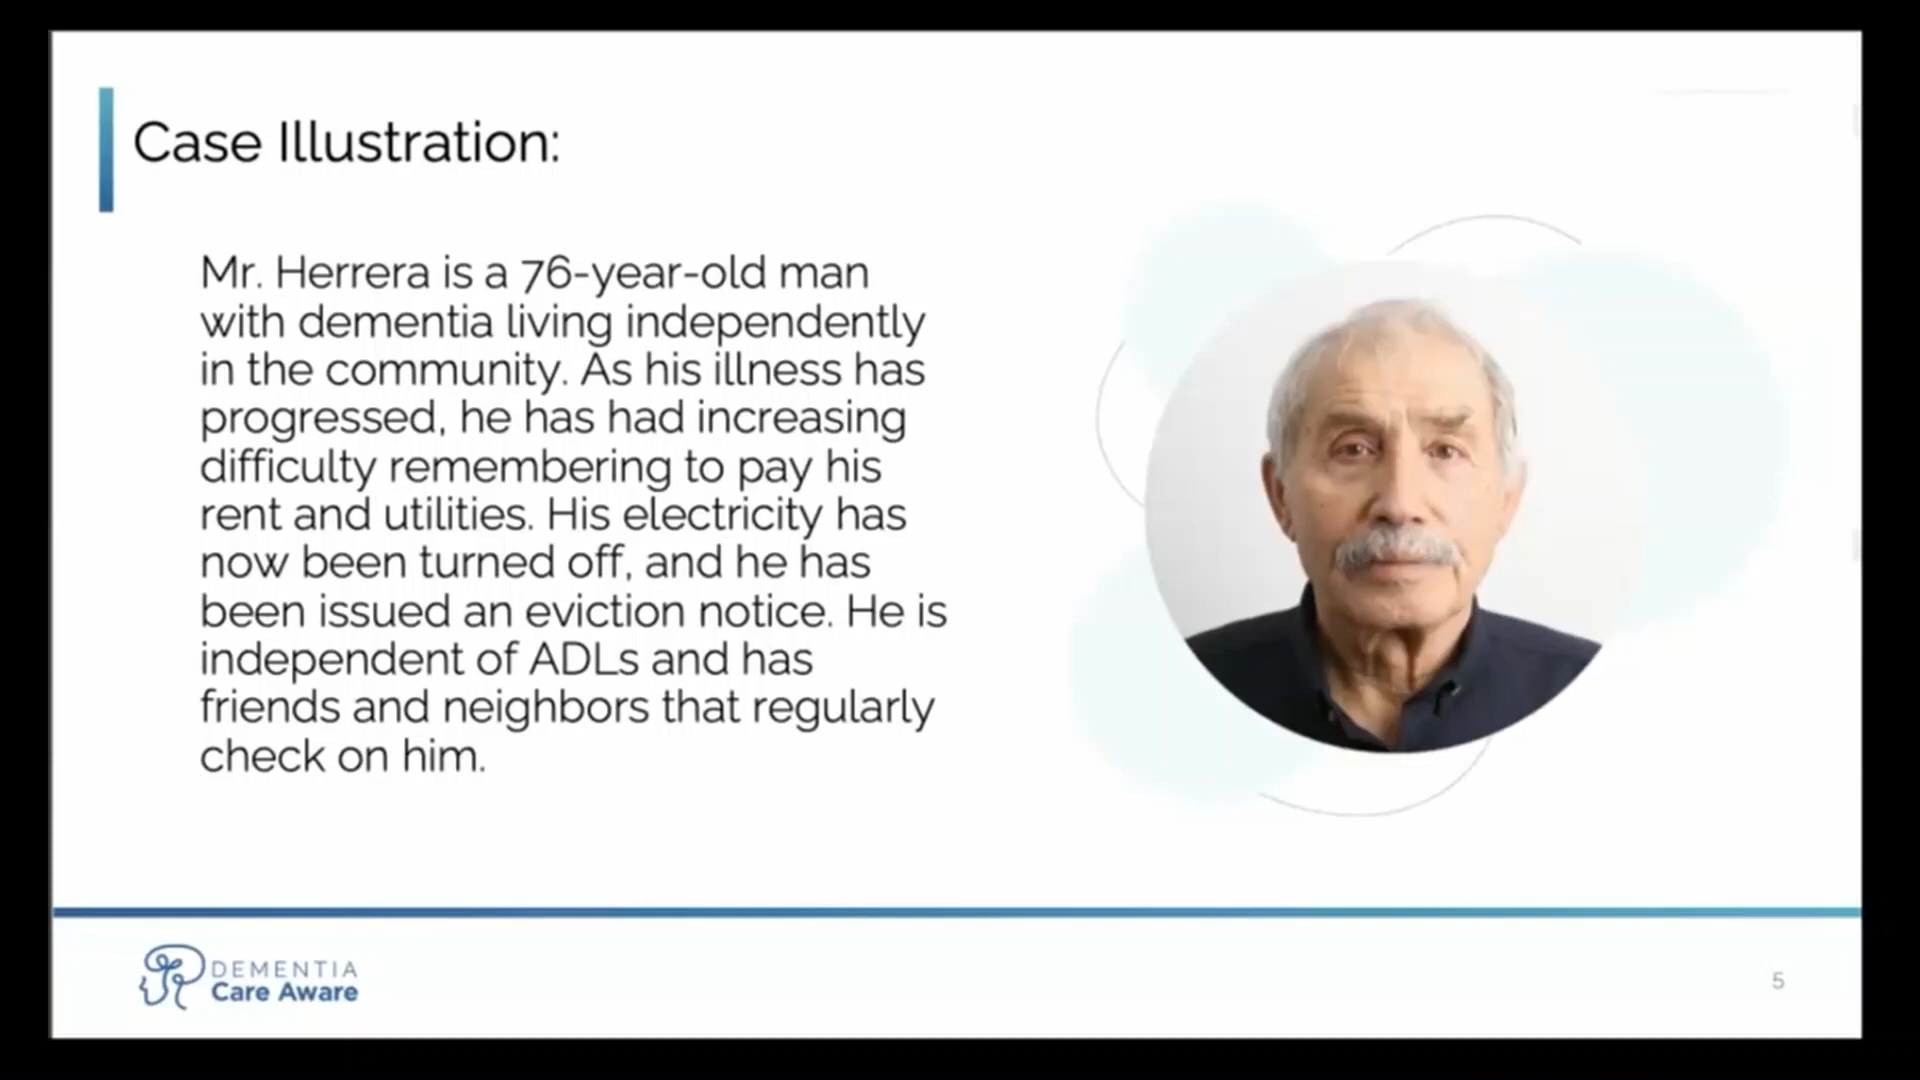 Case Illustration:
Mr. Herrera is a 76-year-old man
with dementia living independently
in the community. As his illness has
progressed, he has had increasing
difficulty remembering to pay his
rent and utilities. His electricity has
now been turned off, and he has
been issued an eviction notice. He is
independent of ADLs and has
friends and neighbors that regularly
check on him.
DEMENTIA
Care Aware
5